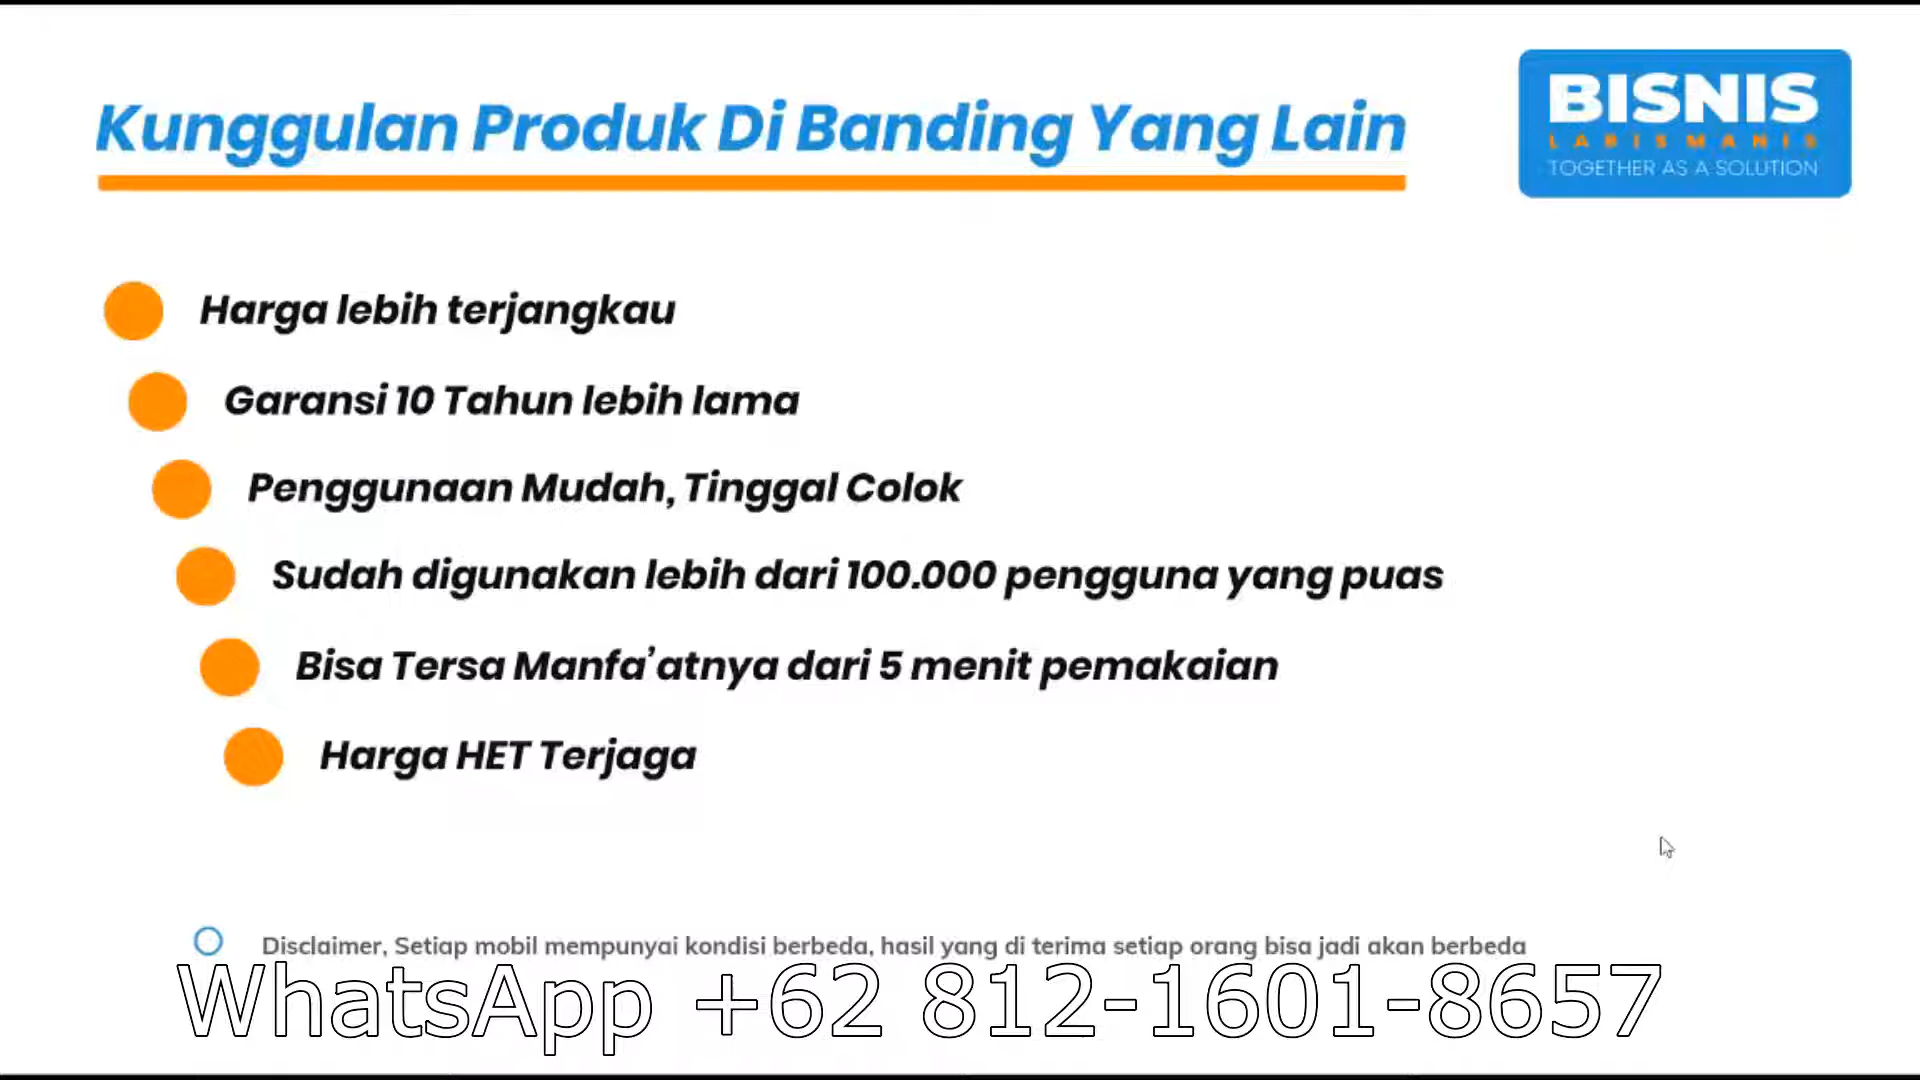 Kunggulan Produk Di Banding Yang Lain
BISNIS
LAPISMANIS
TOGETHER AS A SOLUTION
Harga lebih terjangkau
Garansi 10 Tahun lebih lama
Penggunaan Mudah, Tinggal Colok
Sudah digunakan lebih dari 100.000 pengguna yang puas
Bisa Tersa Manfa’atnya dari 5 menit pemakaian
Harga HET Terjaga
Disclaimer, Setiap mobil mempunyai kondisi berbeda, hasil yang di terima setiap orang bisa jadi akan berbeda
WhatsApp +62 812-1601-8657